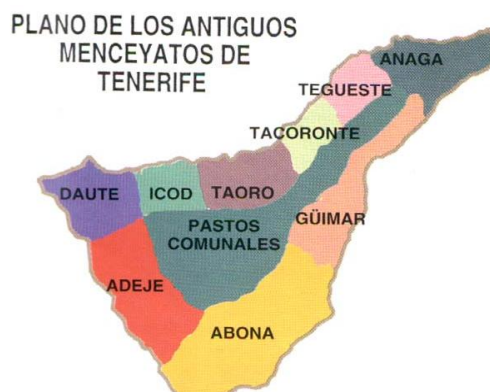 PLANO DE LOS ANTIGUOS
MENCEYATOS DE
TENERIFE
ANAGA
TEGUESTE
TACORONTE
DAUTE
ICOD
TAORO
GÜIMAR
PASTOS
COMUNALES
ADEJE
ABONA